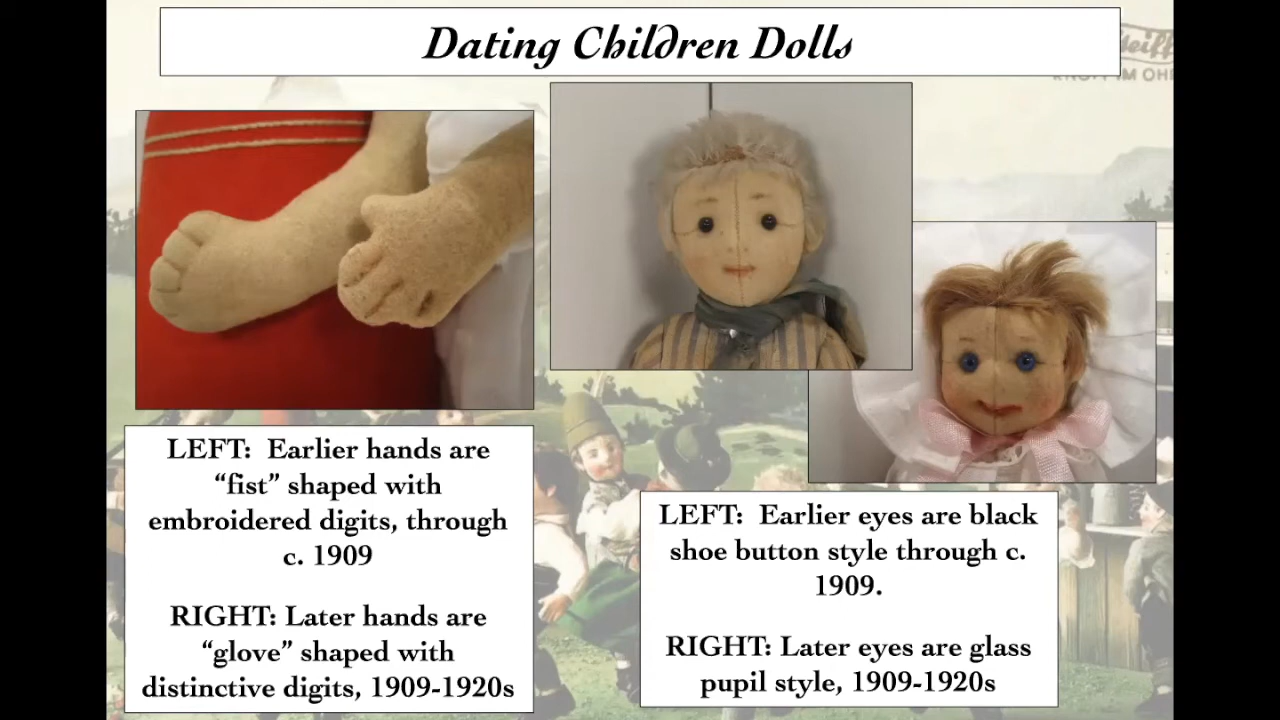 Dating Children Dolls
LEFT: Earlier hands are
“fist” shaped with
embroidered digits, through
c. 1909
RIGHT: Later hands are
“glove” shaped with
distinctive digits, 1909-1920s
LEFT: Earlier eyes are black
shoe button style through c.
1909.
RIGHT: Later eyes are glass
pupil style, 1909-1920s